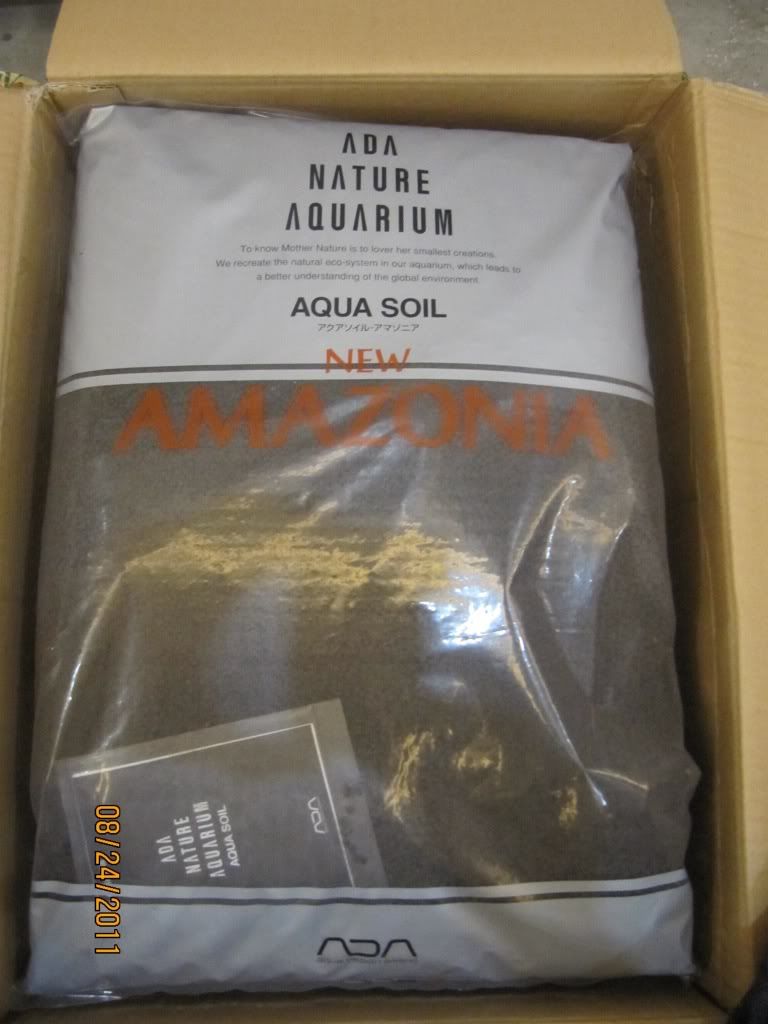 ADA
NATURE
AQUARIUM
To know Mother Nature is to lover her smallest creations.
We recreate the natural eco-system in our aquarium, which leads to
a better understanding of the global environment.
AQUA SOIL
アクアソイル-アマゾニア
NEW
AMAZONIA
ADA
NATURE
AQUARIUM
AQUA SOIL
ADA
08/24/2011
ADA